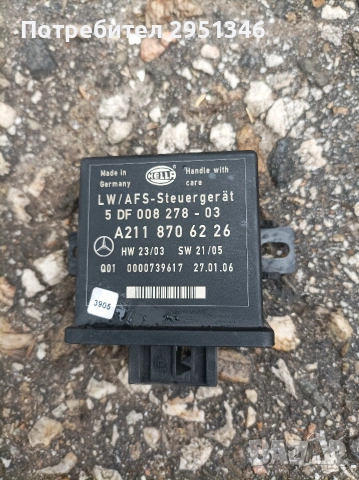 Потребител 2951346
Made in
Germany
HELLA
Handle with
care
LW/AFS-Steuergerät
5 DF 008 278 - 03
A211 870 62 26
HW 23/03 SW 21/05
Q01 0000739617 27.01.06
3905
BAZAR